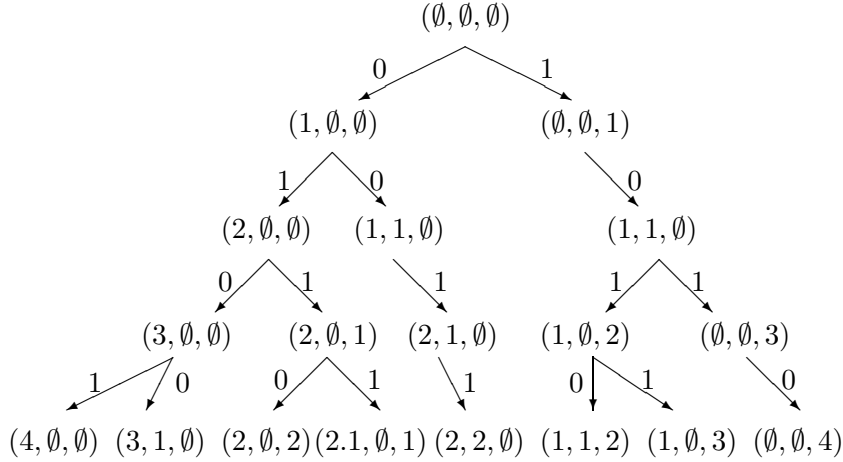 (∅, ∅, ∅)
0 1
(1, ∅, ∅) (∅, ∅, 1)
1 0 0
(2, ∅, ∅) (1, 1, ∅) (1, 1, ∅)
0 1 1 1 1
(3, ∅, ∅) (2, ∅, 1) (2, 1, ∅) (1, ∅, 2) (∅, ∅, 3)
1 0 0 1 1 0 1 0
(4, ∅, ∅) (3, 1, ∅) (2, ∅, 2) (2.1, ∅, 1) (2, 2, ∅) (1, 1, 2) (1, ∅, 3) (∅, ∅, 4)